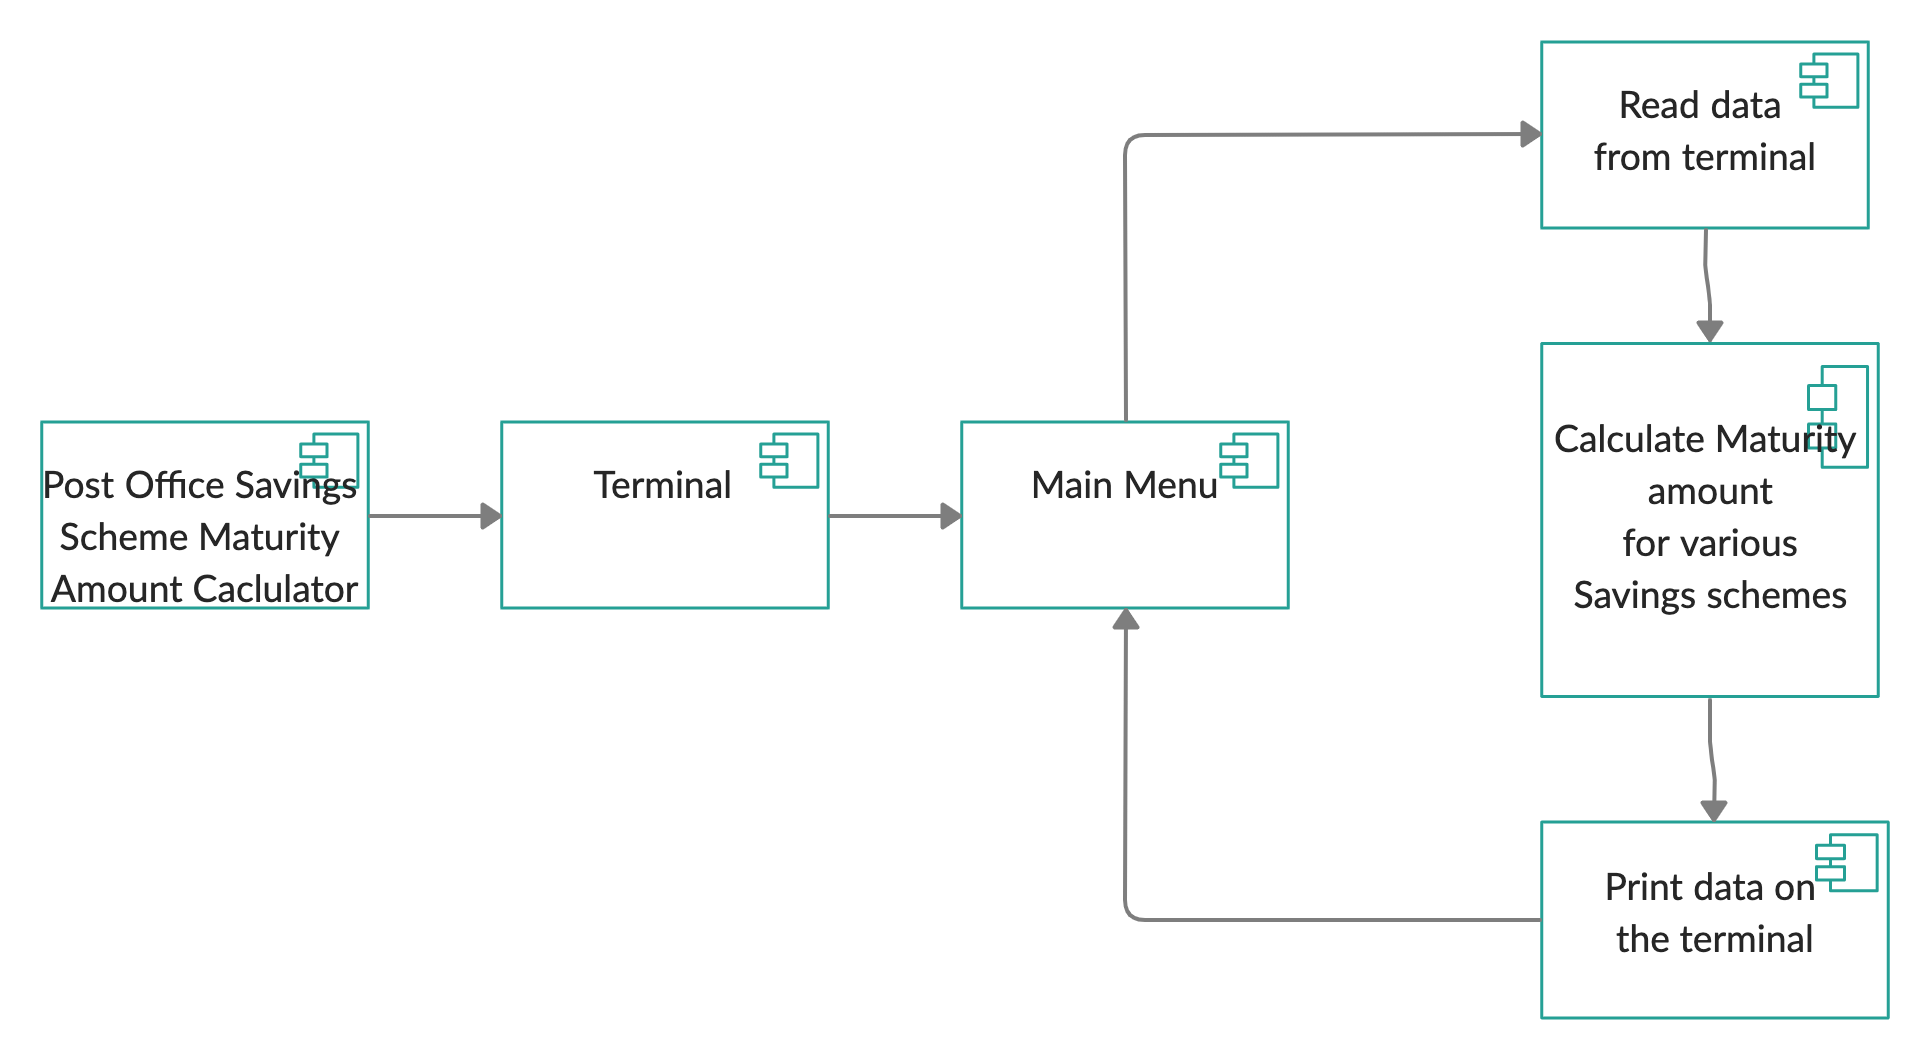 Post Office Savings
Scheme Maturity
Amount Caclulator
Terminal
Main Menu
Read data
from terminal
Calculate Maturity
amount
for various
Savings schemes
Print data on
the terminal